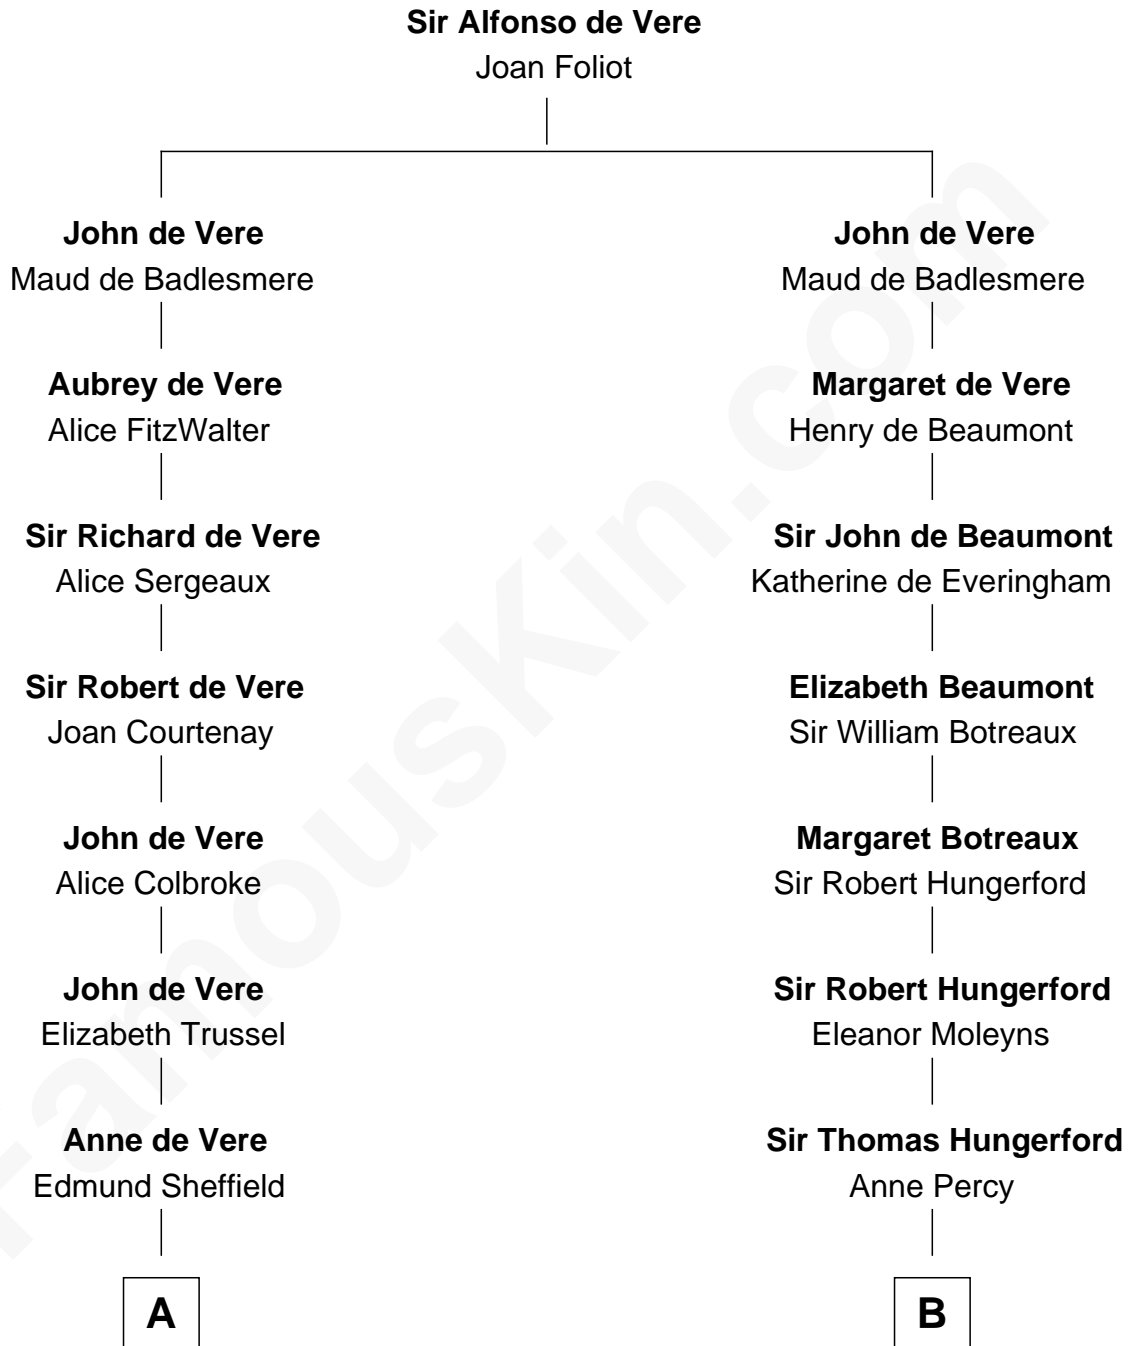 Sir Alfonso de Vere
Joan Foliot
John de Vere
Maud de Badlesmere
John de Vere
Maud de Badlesmere
Aubrey de Vere
Alice FitzWalter
Margaret de Vere
Henry de Beaumont
Sir Richard de Vere
Alice Sergeaux
Sir John de Beaumont
Katherine de Everingham
Sir Robert de Vere
Joan Courtenay
Elizabeth Beaumont
Sir William Botreaux
John de Vere
Alice Colbroke
Margaret Botreaux
Sir Robert Hungerford
John de Vere
Elizabeth Trussel
Sir Robert Hungerford
Eleanor Moleyns
Anne de Vere
Edmund Sheffield
Sir Thomas Hungerford
Anne Percy
A
B
FamousKin.com